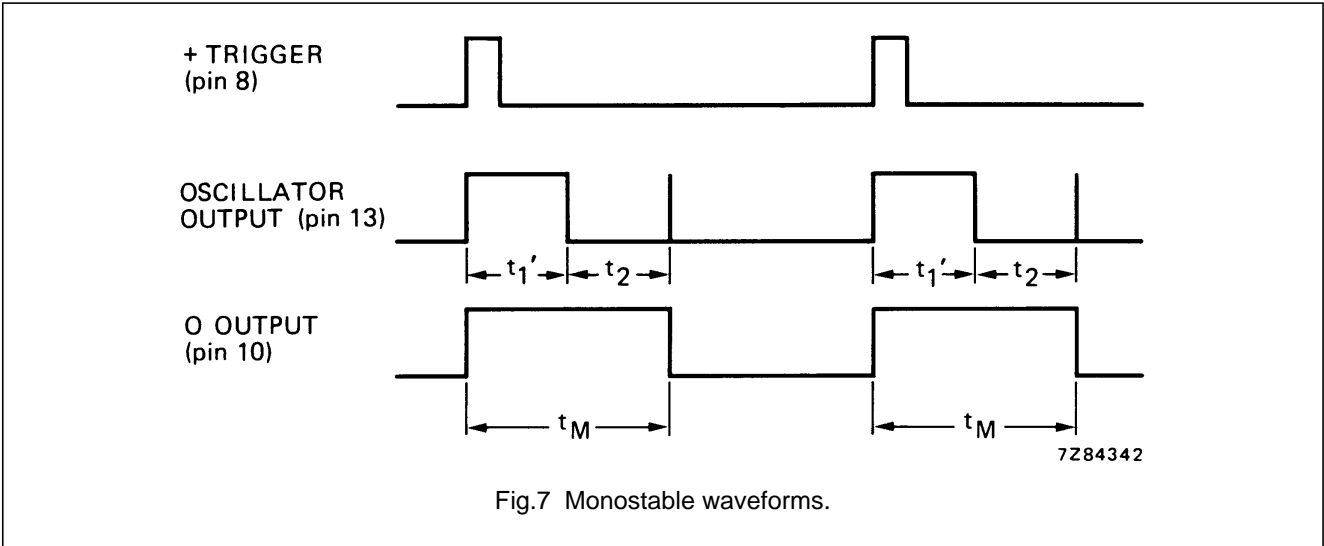 + TRIGGER
(pin 8)
OSCILLATOR
OUTPUT (pin 13)
t1′ t2 t1′ t2
O OUTPUT
(pin 10)
tM tM
7Z84342
Fig.7 Monostable waveforms.